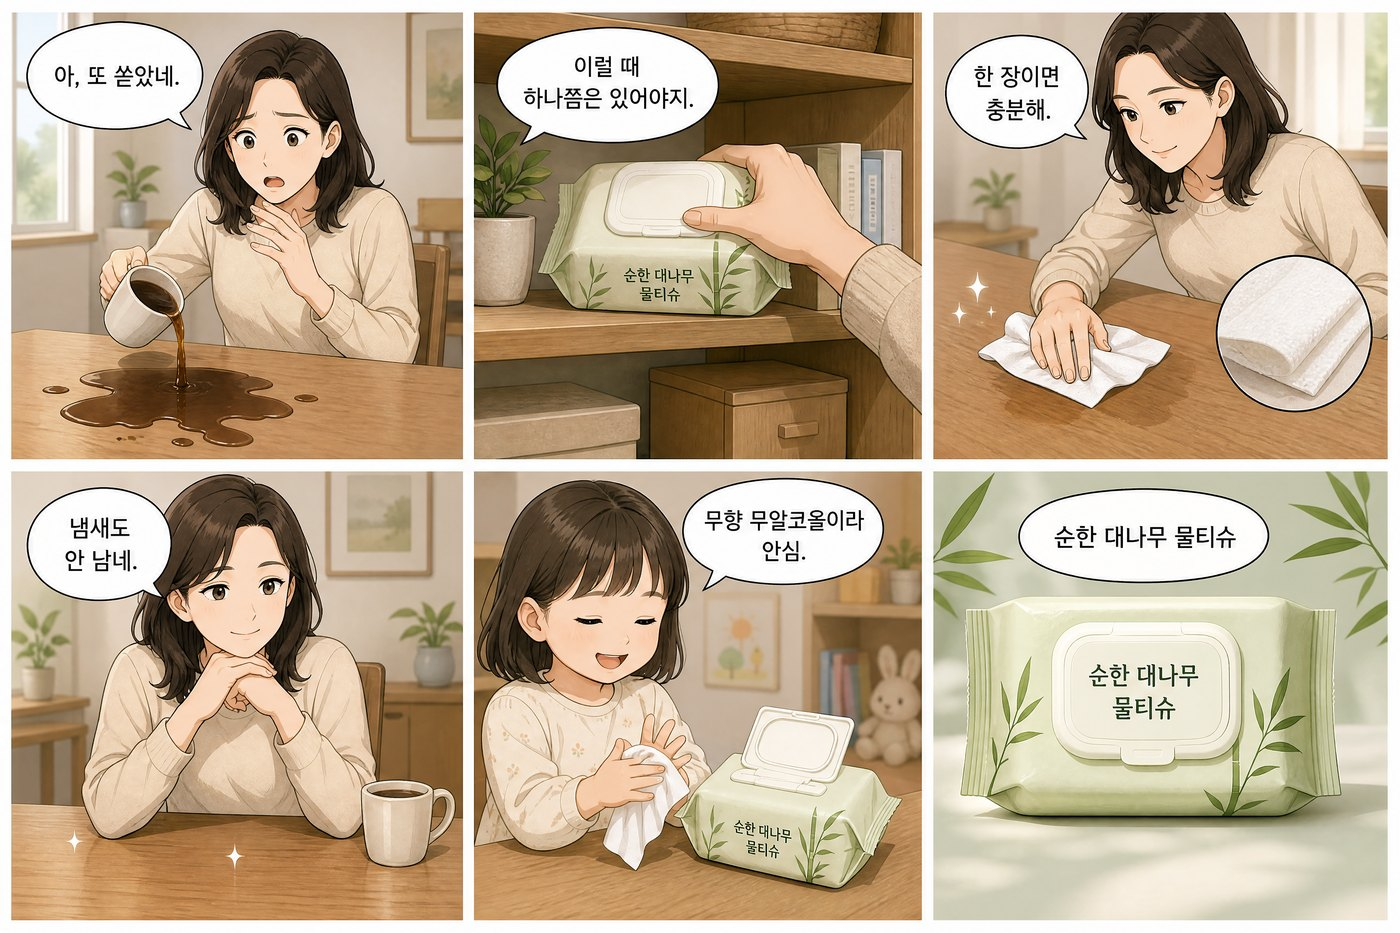 아, 또 쏟았네.
이럴 때
하나쯤은 있어야지.
순한 대나무
물티슈
한 장이면
충분해.
냄새도
안 남네.
무향 무알코올이라
안심.
순한 대나무
물티슈
순한 대나무 물티슈
순한 대나무
물티슈